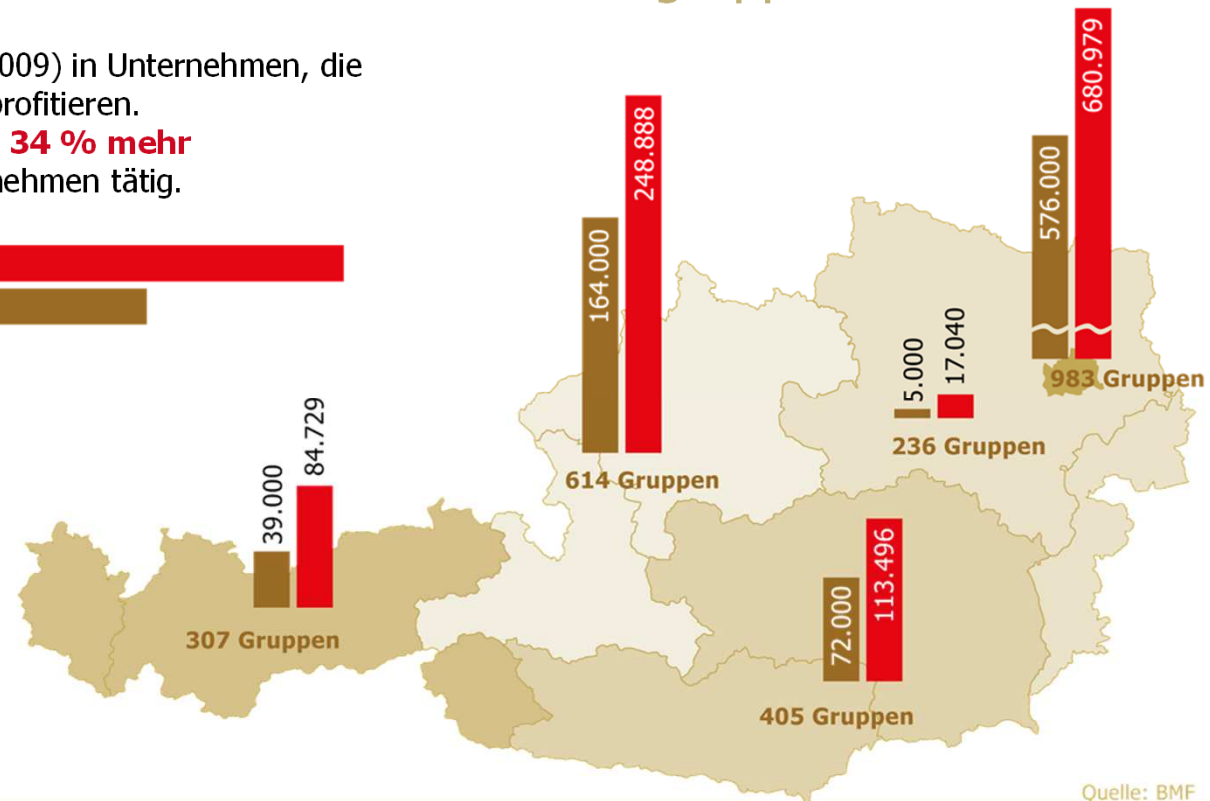 009) in Unternehmen, die
profitieren.
34 % mehr
nehmen tätig.
680.979
576.000
983 Gruppen
248.888
164.000
614 Gruppen
17.040
5.000
236 Gruppen
84.729
39.000
307 Gruppen
113.496
72.000
405 Gruppen
Quelle: BMF